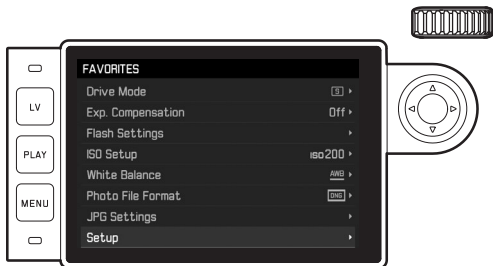 FAVORITES
Drive Mode S
Exp. Compensation Off
Flash Settings
ISO Setup ISO200
White Balance AWB
Photo File Format DNG
JPG Settings
Setup
LV
PLAY
MENU